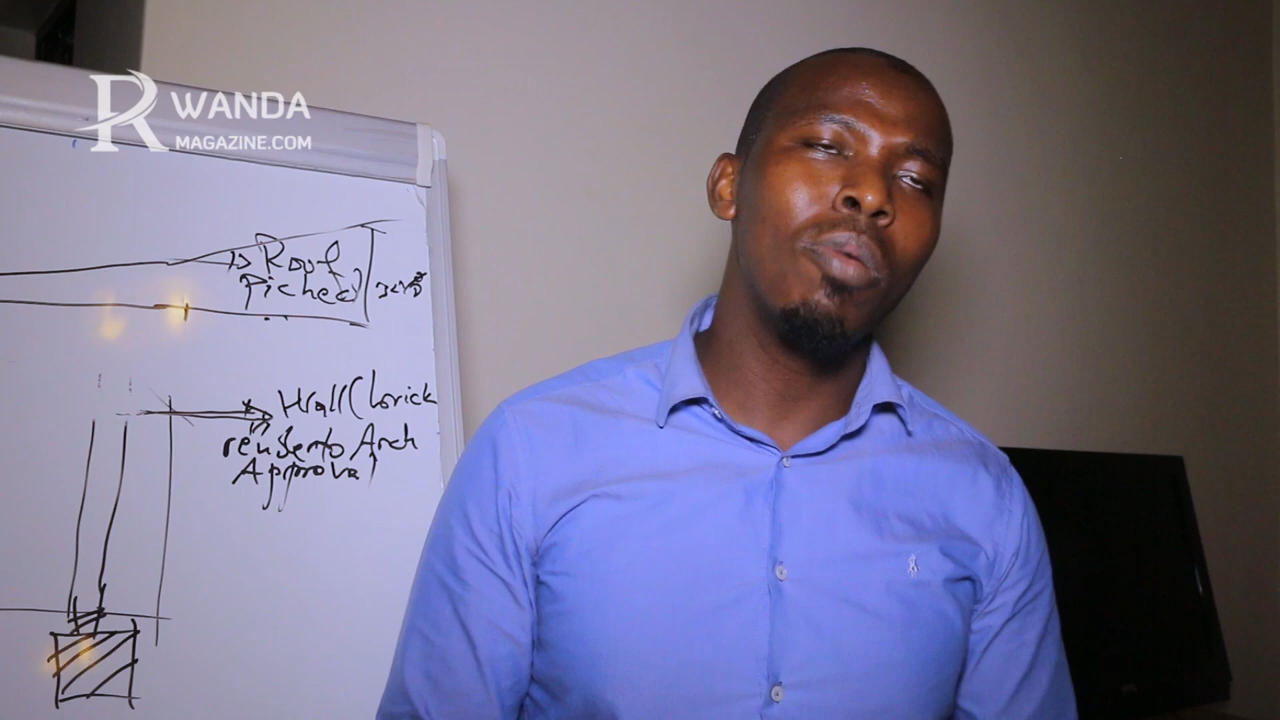 RWANDA
MAGAZINE.COM
Roof
Piched
Wall(brick
render to Arch
Approval